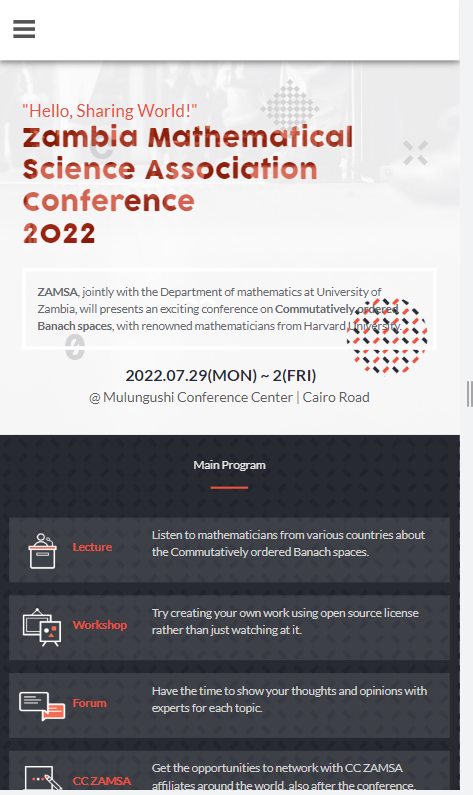 "Hello, Sharing World!"
Zambia Mathematical
Science Association
Conference
2022
ZAMSA, jointly with the Department of mathematics at University of
Zambia, will presents an exciting conference on Commutatively ordered
Banach spaces, with renowned mathematicians from Harvard University.
2022.07.29(MON) ~ 2(FRI)
@ Mulungushi Conference Center | Cairo Road
Main Program
Lecture
Listen to mathematicians from various countries about
the Commutatively ordered Banach spaces.
Workshop
Try creating your own work using open source license
rather than just watching at it.
Forum
Have the time to show your thoughts and opinions with
experts for each topic.
CC ZAMSA
Get the opportunities to network with CC ZAMSA
affiliates around the world, also after the conference.